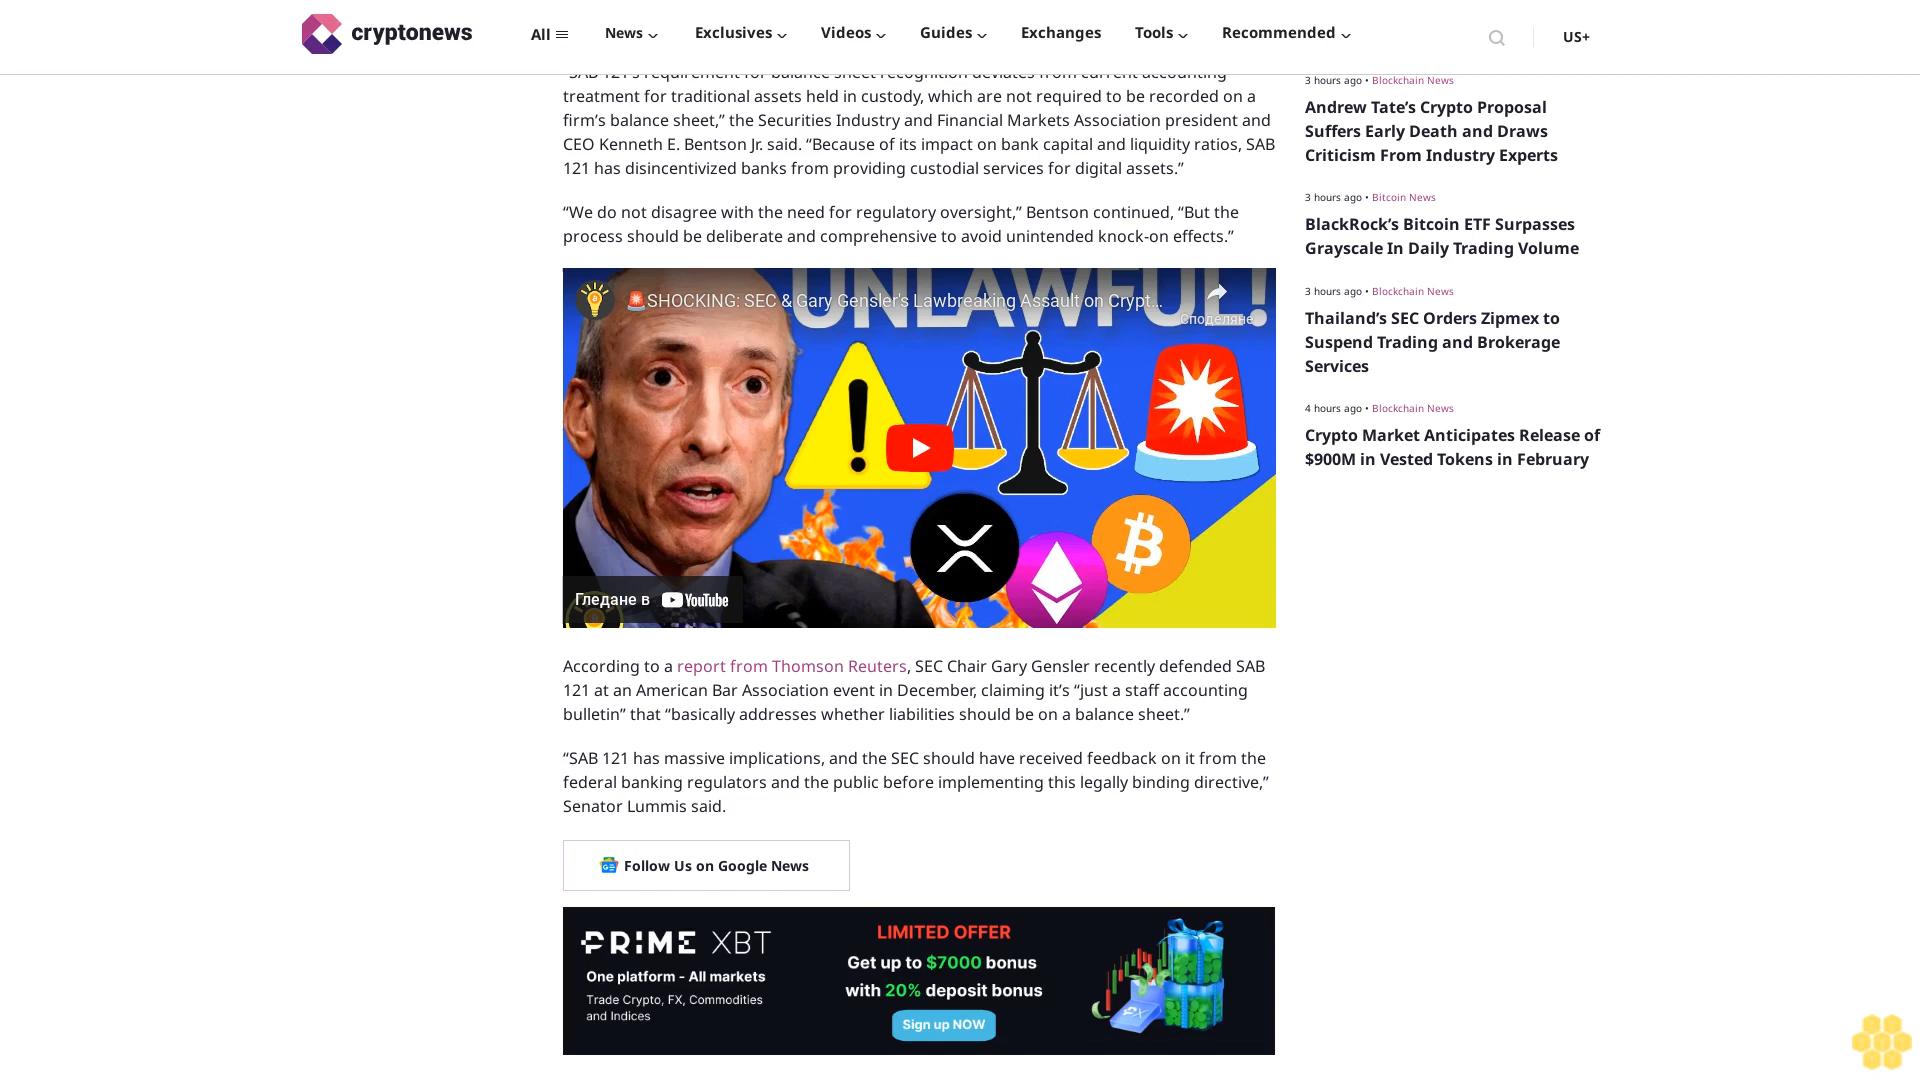 cryptonews
All
News
Exclusives
Videos
Guides
Exchanges
Tools
Recommended
US+
“SAB 121’s requirement for balance sheet recognition deviates from current accounting
treatment for traditional assets held in custody, which are not required to be recorded on a
firm’s balance sheet,” the Securities Industry and Financial Markets Association president and
CEO Kenneth E. Bentson Jr. said. “Because of its impact on bank capital and liquidity ratios, SAB
121 has disincentivized banks from providing custodial services for digital assets.”
“We do not disagree with the need for regulatory oversight,” Bentson continued, “But the
process should be deliberate and comprehensive to avoid unintended knock-on effects.”
UNLAWFUL!
🚨SHOCKING: SEC & Gary Gensler's Lawbreaking Assault on Crypt...
Споделяне
Гледане в YouTube
According to a report from Thomson Reuters, SEC Chair Gary Gensler recently defended SAB
121 at an American Bar Association event in December, claiming it’s “just a staff accounting
bulletin” that “basically addresses whether liabilities should be on a balance sheet.”
“SAB 121 has massive implications, and the SEC should have received feedback on it from the
federal banking regulators and the public before implementing this legally binding directive,”
Senator Lummis said.
Follow Us on Google News
PRIME XBT
One platform - All markets
Trade Crypto, FX, Commodities
and Indices
LIMITED OFFER
Get up to $7000 bonus
with 20% deposit bonus
Sign up NOW
3 hours ago • Blockchain News
Andrew Tate’s Crypto Proposal
Suffers Early Death and Draws
Criticism From Industry Experts
3 hours ago • Bitcoin News
BlackRock’s Bitcoin ETF Surpasses
Grayscale In Daily Trading Volume
3 hours ago • Blockchain News
Thailand’s SEC Orders Zipmex to
Suspend Trading and Brokerage
Services
4 hours ago • Blockchain News
Crypto Market Anticipates Release of
$900M in Vested Tokens in February